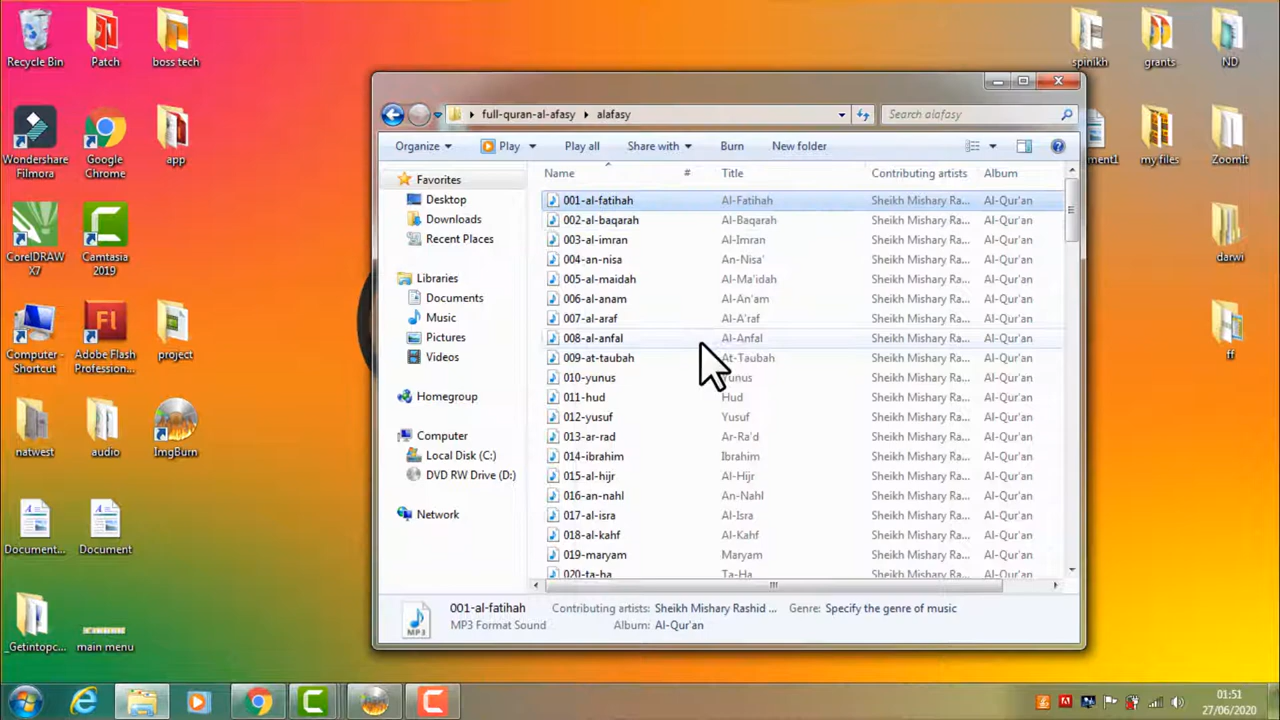 Recycle Bin
Patch
boss tech
spinikh
grants
ND
Wondershare
Filmora
Google
Chrome
app
my files
ZoomIt
CorelDRAW
X7
Camtasia
2019
darwi
Computer -
Shortcut
Adobe Flash
Profession...
project
ff
natwest
audio
ImgBurn
Document...
Document
_Getintopc...
main menu
full-quran-al-afasy
alafasy
Search alafasy
Organize
Play
Play all
Share with
Burn
New folder
Favorites
Desktop
Downloads
Recent Places
Libraries
Documents
Music
Pictures
Videos
Homegroup
Computer
Local Disk (C:)
DVD RW Drive (D:)
Network
Name # Title Contributing artists Album
001-al-fatihah Al-Fatihah Sheikh Mishary Ra... Al-Qur'an
002-al-baqarah Al-Baqarah Sheikh Mishary Ra... Al-Qur'an
003-al-imran Al-Imran Sheikh Mishary Ra... Al-Qur'an
004-an-nisa An-Nisa' Sheikh Mishary Ra... Al-Qur'an
005-al-maidah Al-Ma'idah Sheikh Mishary Ra... Al-Qur'an
006-al-anam Al-An'am Sheikh Mishary Ra... Al-Qur'an
007-al-araf Al-A'raf Sheikh Mishary Ra... Al-Qur'an
008-al-anfal Al-Anfal Sheikh Mishary Ra... Al-Qur'an
009-at-taubah At-Taubah Sheikh Mishary Ra... Al-Qur'an
010-yunus Yunus Sheikh Mishary Ra... Al-Qur'an
011-hud Hud Sheikh Mishary Ra... Al-Qur'an
012-yusuf Yusuf Sheikh Mishary Ra... Al-Qur'an
013-ar-rad Ar-Ra'd Sheikh Mishary Ra... Al-Qur'an
014-ibrahim Ibrahim Sheikh Mishary Ra... Al-Qur'an
015-al-hijr Al-Hijr Sheikh Mishary Ra... Al-Qur'an
016-an-nahl An-Nahl Sheikh Mishary Ra... Al-Qur'an
017-al-isra Al-Isra Sheikh Mishary Ra... Al-Qur'an
018-al-kahf Al-Kahf Sheikh Mishary Ra... Al-Qur'an
019-maryam Maryam Sheikh Mishary Ra... Al-Qur'an
020-ta-ha Ta-Ha Sheikh Mishary Ra... Al-Qur'an
001-al-fatihah Contributing artists: Sheikh Mishary Rashid ... Genre: Specify the genre of music
MP3 Format Sound Album: Al-Qur'an
MP3
01:51
27/06/2020